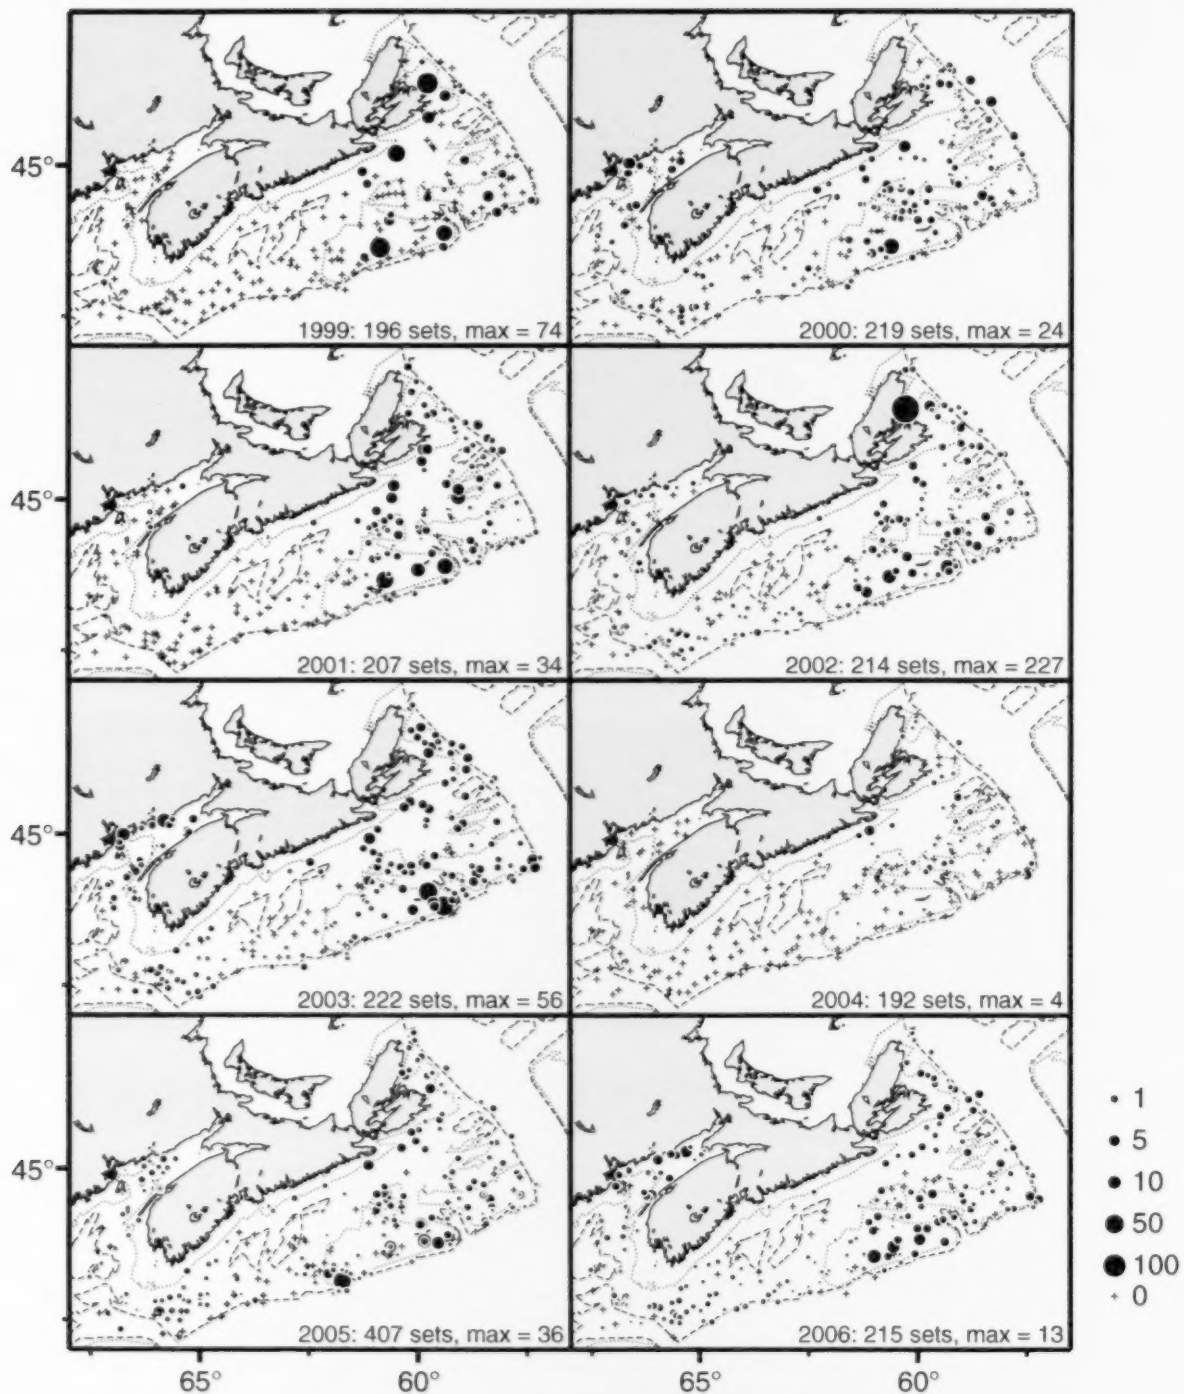 45°
1999: 196 sets, max = 74
2000: 219 sets, max = 24
45°
2001: 207 sets, max = 34
2002: 214 sets, max = 227
45°
2003: 222 sets, max = 56
2004: 192 sets, max = 4
45°
2005: 407 sets, max = 36
2006: 215 sets, max = 13
1
5
10
50
100
0
65°
60°
65°
60°